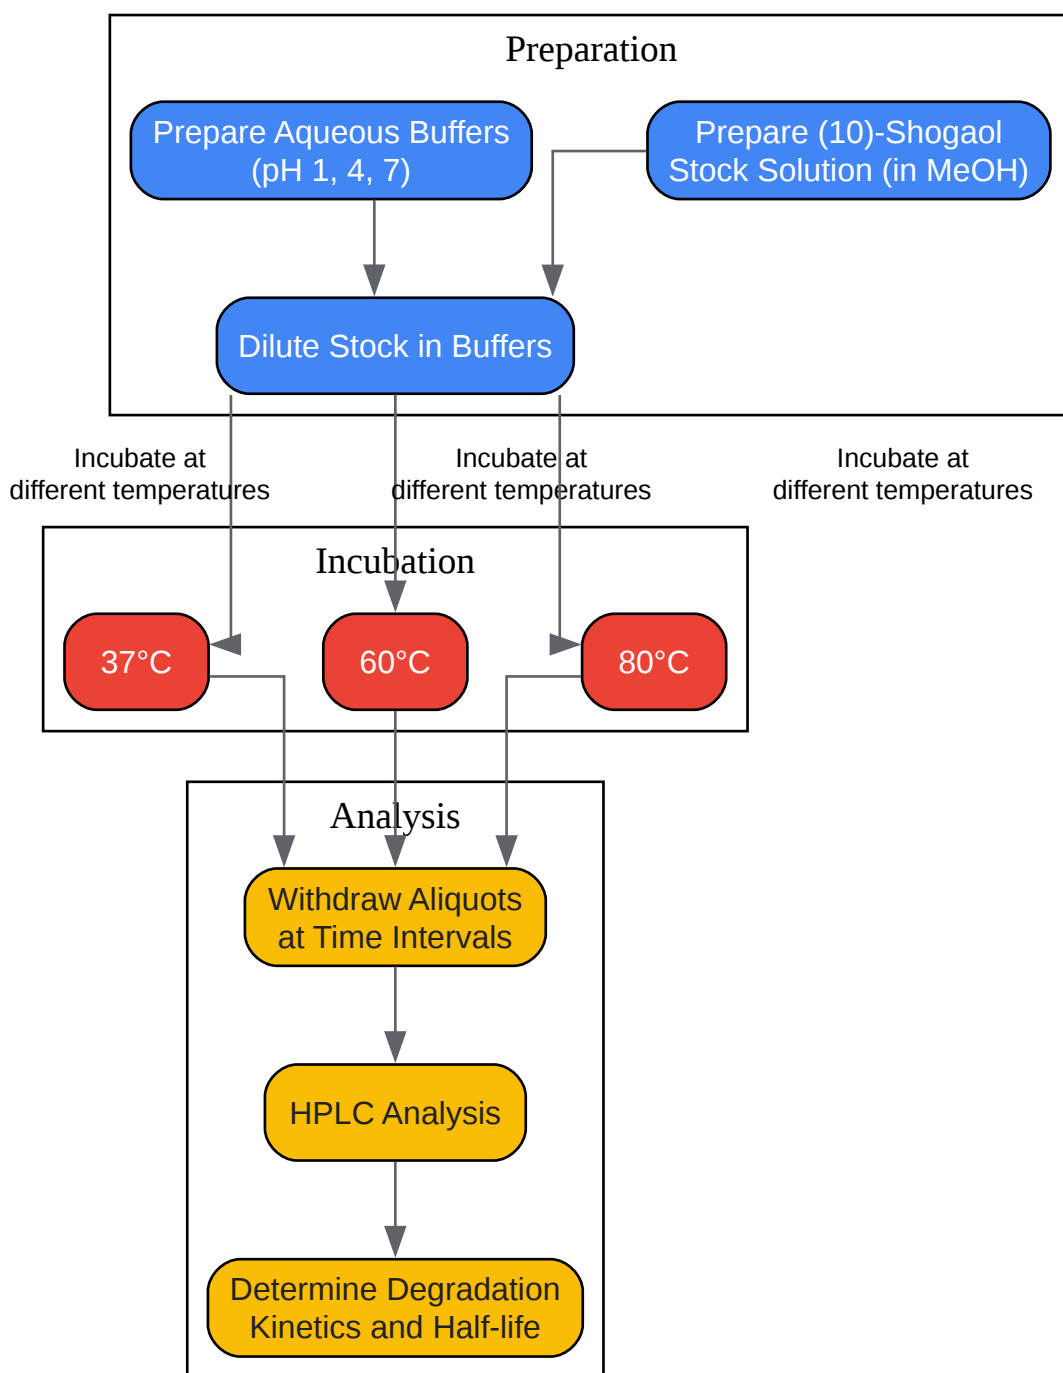 Preparation
Prepare Aqueous Buffers
(pH 1, 4, 7)
Prepare (10)-Shogaol
Stock Solution (in MeOH)
Dilute Stock in Buffers
Incubate at
different temperatures
Incubate at
different temperatures
Incubate at
different temperatures
Incubation
37°C
60°C
80°C
Analysis
Withdraw Aliquots
at Time Intervals
HPLC Analysis
Determine Degradation
Kinetics and Half-life